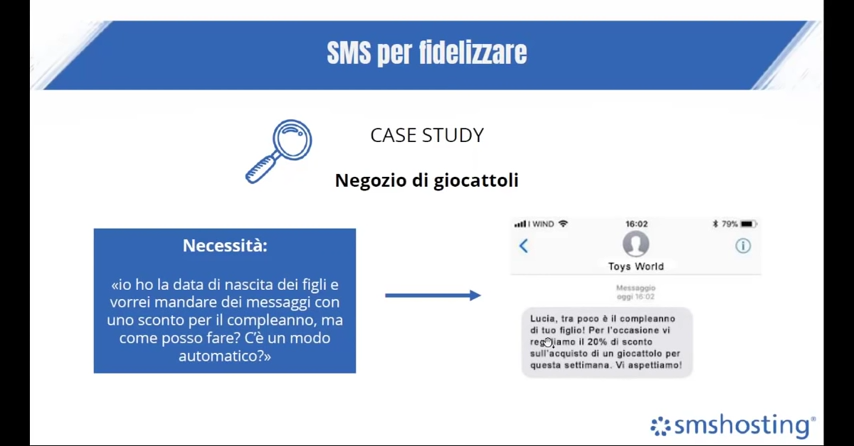 SMS per fidelizzare
CASE STUDY
Negozio di giocattoli
Necessità:
«io ho la data di nascita dei figli e
vorrei mandare dei messaggi con
uno sconto per il compleanno, ma
come posso fare? C'è un modo
automatico?»
WIND
16:02
79%
Toys World
Messaggio
oggi 16:02
Lucia, tra poco è il compleanno
di tuo figlio! Per l'occasione vi
regaliamo il 20% di sconto
sull'acquisto di un giocattolo per
questa settimana. Vi aspettiamo!
smshosting®